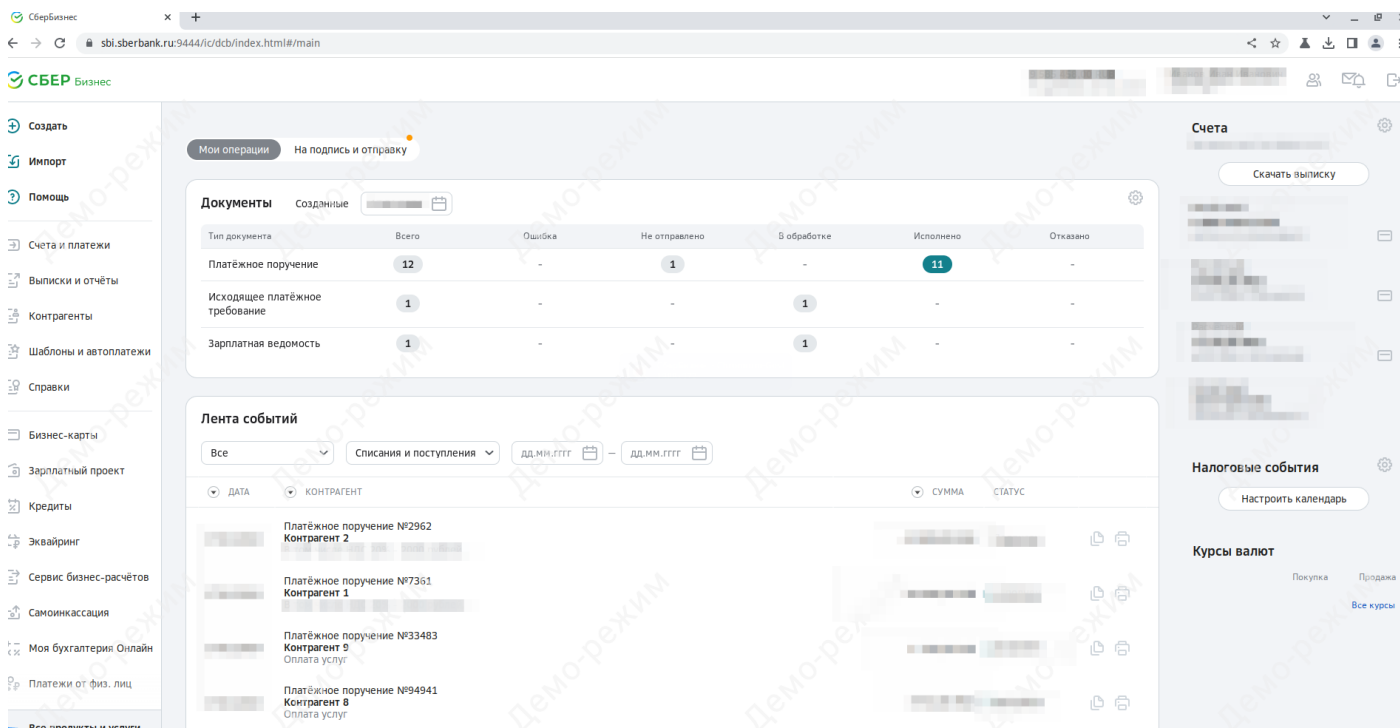 СберБизнес
sbi.sberbank.ru:9444/ic/dcb/index.html#/main
СБЕР Бизнес
Создать
Импорт
Помощь
Счета и платежи
Выписки и отчёты
Контрагенты
Шаблоны и автоплатежи
Справки
Бизнес-карты
Зарплатный проект
Кредиты
Эквайринг
Сервис бизнес-расчётов
Самоинкассация
Моя бухгалтерия Онлайн
Платежи от физ. лиц
Все продукты и услуги
Мои операции На подпись и отправку
Документы Созданные
Тип документа Всего Ошибка Не отправлено В обработке Исполнено Отказано
Платёжное поручение 12 - 1 - 11 -
Исходящее платёжное
требование 1 - - 1 - -
Зарплатная ведомость 1 - - 1 - -
Лента событий
Все Списания и поступления дд.мм.гггг – дд.мм.гггг
ДАТА КОНТРАГЕНТ СУММА СТАТУС
Платёжное поручение №2962
Контрагент 2
Платёжное поручение №7361
Контрагент 1
Платёжное поручение №33483
Контрагент 9
Оплата услуг
Платёжное поручение №94941
Контрагент 8
Оплата услуг
Счета
Скачать выписку
Налоговые события
Настроить календарь
Курсы валют
Покупка Продажа
Все курсы
Демо-режим